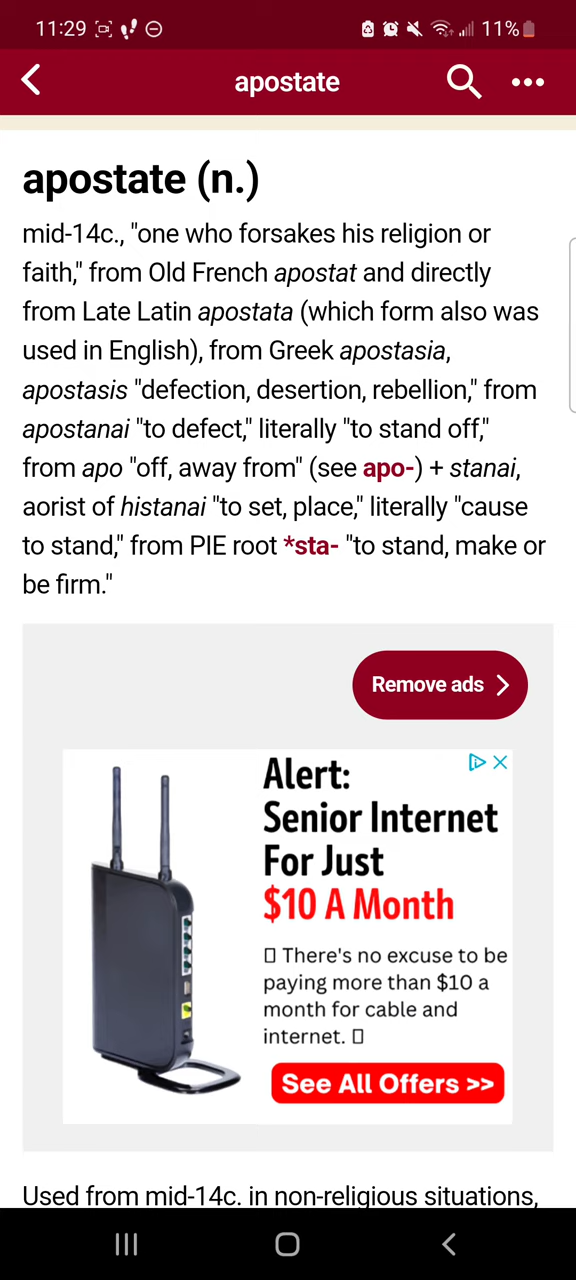 11:29 11%
apostate
apostate (n.)
mid-14c., "one who forsakes his religion or
faith," from Old French apostat and directly
from Late Latin apostata (which form also was
used in English), from Greek apostasia,
apostasis "defection, desertion, rebellion," from
apostanai "to defect," literally "to stand off,"
from apo "off, away from" (see apo-) + stanai,
aorist of histanai "to set, place," literally "cause
to stand," from PIE root *sta- "to stand, make or
be firm."
Remove ads
Alert:
Senior Internet
For Just
$10 A Month
There's no excuse to be
paying more than $10 a
month for cable and
internet.
See All Offers >>
Used from mid-14c. in non-religious situations,